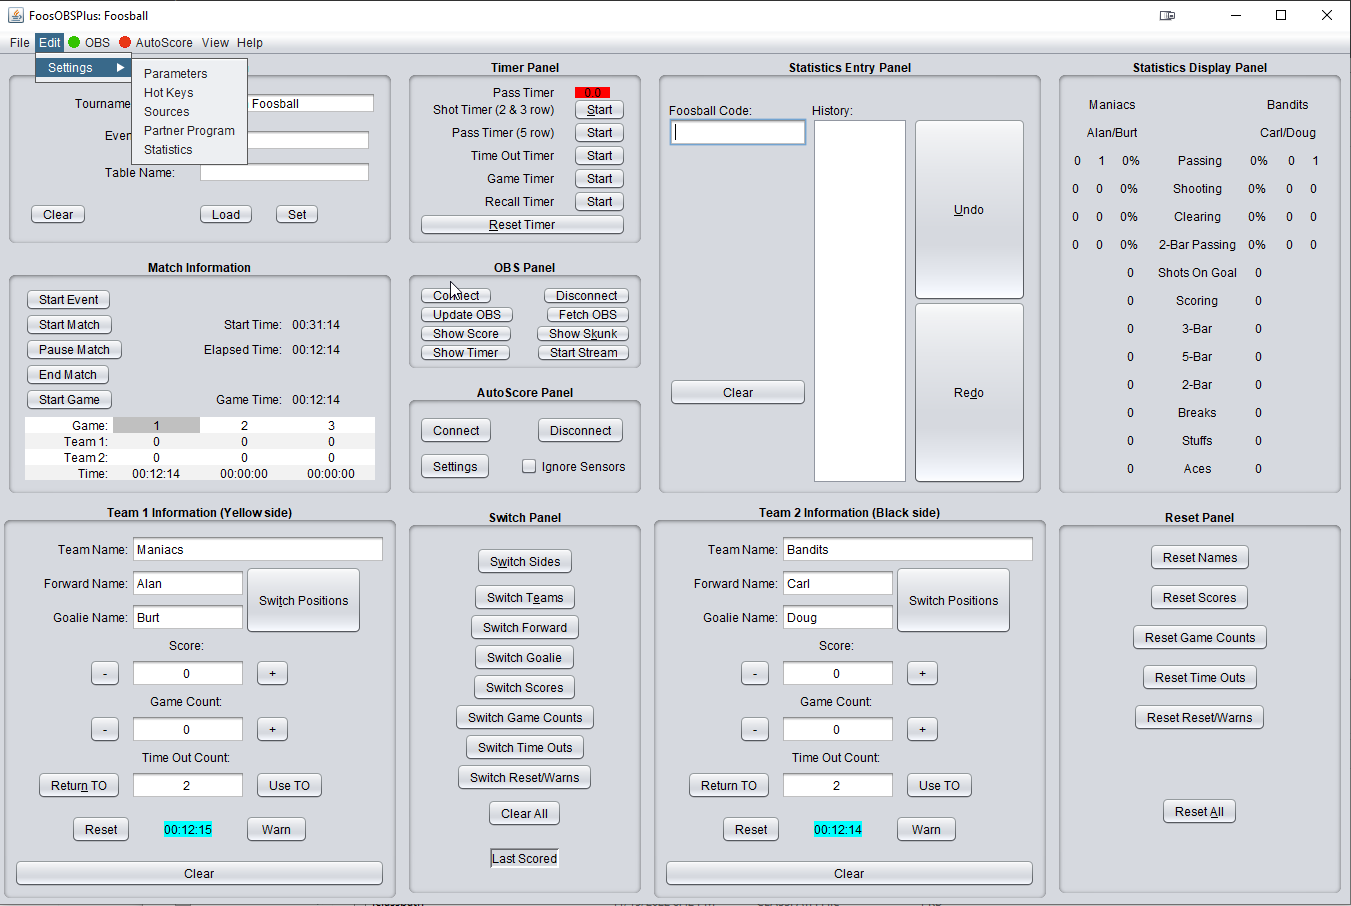 FoosOBSPlus: Foosball
File Edit OBS AutoScore View Help
Settings
Parameters
Hot Keys
Sources
Partner Program
Statistics
Foosball
Table Name:
Clear Load Set
Timer Panel
Pass Timer 0.0
Shot Timer (2 & 3 row) Start
Pass Timer (5 row) Start
Time Out Timer Start
Game Timer Start
Recall Timer Start
Reset Timer
Statistics Entry Panel
Foosball Code: History:
Undo
Redo
Clear
Statistics Display Panel
Maniacs Bandits
Alan/Burt Carl/Doug
0 1 0% Passing 0% 0 1
0 0 0% Shooting 0% 0 0
0 0 0% Clearing 0% 0 0
0 0 0% 2-Bar Passing 0% 0 0
0 Shots On Goal 0
0 Scoring 0
0 3-Bar 0
0 5-Bar 0
0 2-Bar 0
0 Breaks 0
0 Stuffs 0
0 Aces 0
Match Information
Start Event
Start Match Start Time: 00:31:14
Pause Match Elapsed Time: 00:12:14
End Match
Start Game Game Time: 00:12:14
Game: 1 2 3
Team 1: 0 0 0
Team 2: 0 0 0
Time: 00:12:14 00:00:00 00:00:00
OBS Panel
Connect Disconnect
Update OBS Fetch OBS
Show Score Show Skunk
Show Timer Start Stream
AutoScore Panel
Connect Disconnect
Settings Ignore Sensors
Team 1 Information (Yellow side)
Team Name: Maniacs
Forward Name: Alan
Goalie Name: Burt
Switch Positions
Score:
- 0 +
Game Count:
- 0 +
Time Out Count:
Return TO 2 Use TO
Reset 00:12:15 Warn
Clear
Switch Panel
Switch Sides
Switch Teams
Switch Forward
Switch Goalie
Switch Scores
Switch Game Counts
Switch Time Outs
Switch Reset/Warns
Clear All
Last Scored
Team 2 Information (Black side)
Team Name: Bandits
Forward Name: Carl
Goalie Name: Doug
Switch Positions
Score:
- 0 +
Game Count:
- 0 +
Time Out Count:
Return TO 2 Use TO
Reset 00:12:14 Warn
Clear
Reset Panel
Reset Names
Reset Scores
Reset Game Counts
Reset Time Outs
Reset Reset/Warns
Reset All